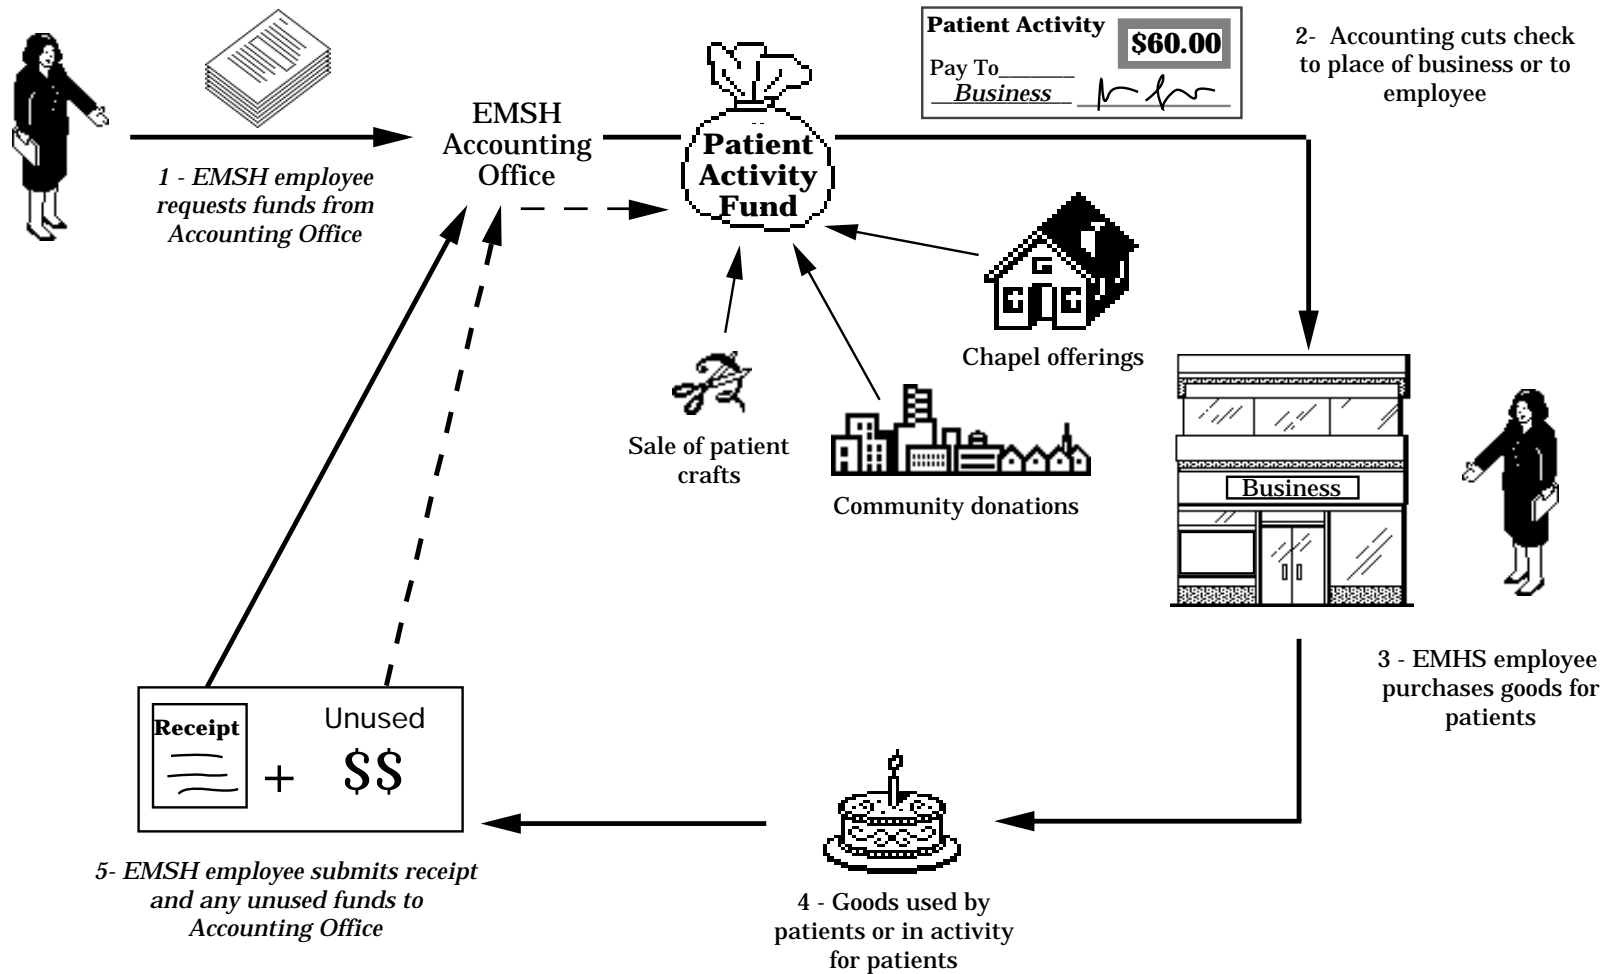 Patient Activity
$60.00
Pay To_______
__Business__
2- Accounting cuts check
to place of business or to
employee
EMSH
Accounting
Office
Patient
Activity
Fund
1 - EMSH employee
requests funds from
Accounting Office
Chapel offerings
Sale of patient
crafts
Community donations
Business
3 - EMHS employee
purchases goods for
patients
Receipt
+
Unused
$$
5- EMSH employee submits receipt
and any unused funds to
Accounting Office
4 - Goods used by
patients or in activity
for patients